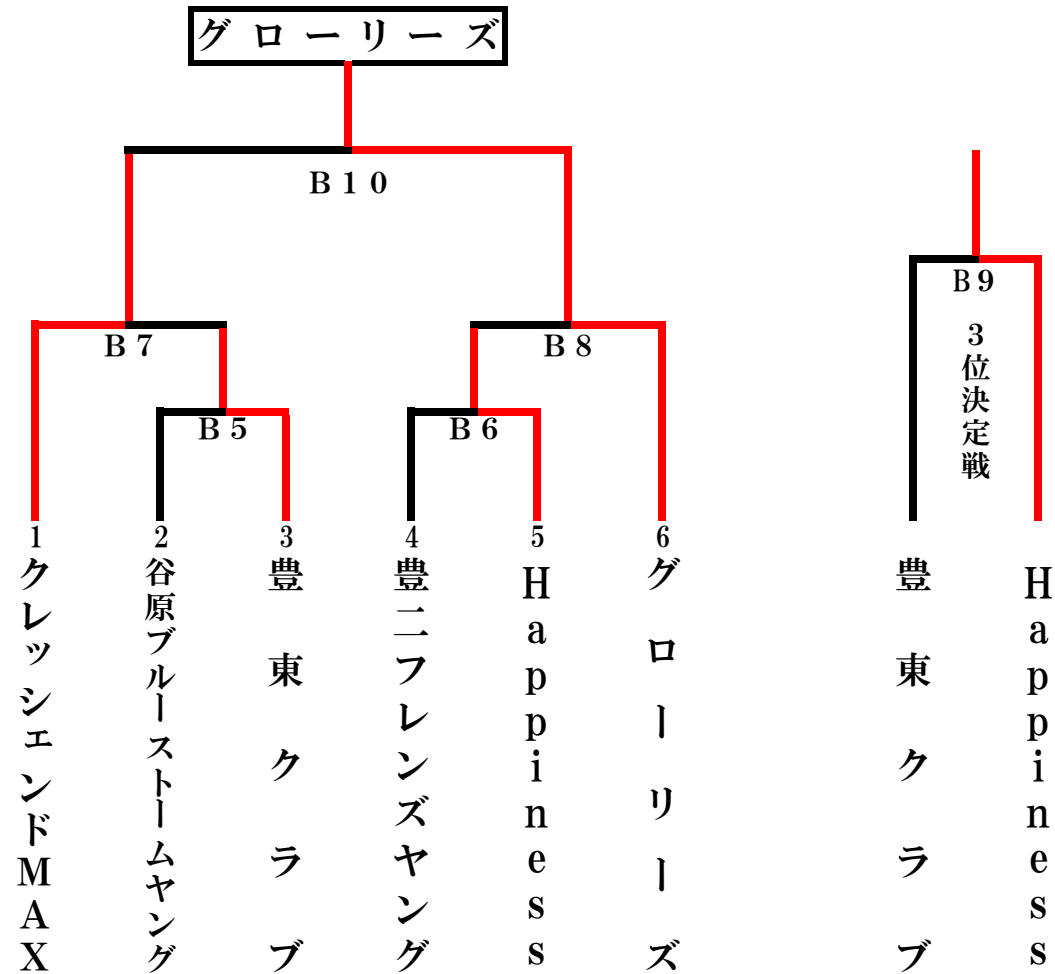 グローリーズ
Ｂ１０
Ｂ９
Ｂ７
Ｂ８
３位決定戦
Ｂ５
Ｂ６
1
クレッシェンドＭＡＸ
2
谷原ブルーストームヤング
3
豊東クラブ
4
豊二フレンズヤング
5
Ｈａｐｐｉｎｅｓｓ
6
グローリーズ
豊東クラブ
Ｈａｐｐｉｎｅｓｓ